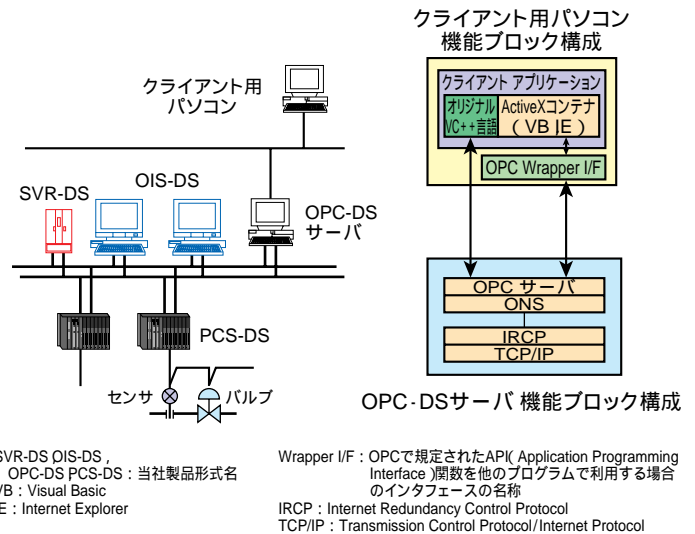 クライアント用パソコン
機能ブロック構成
クライアント アプリケーション
オリジナル
VC++言語
ActiveXコンテナ
(VB IE)
OPC Wrapper I/F
クライアント用
パソコン
SVR-DS
OIS-DS
OPC-DS
サーバ
PCS-DS
センサ
バルブ
OPC サーバ
ONS
IRCP
TCP/IP
OPC-DSサーバ 機能ブロック構成
SVR-DS OIS-DS,
OPC-DS PCS-DS:当社製品形式名
VB:Visual Basic
E:Internet Explorer
Wrapper I/F:OPCで規定されたAPI(Application Programming
Interface)関数を他のプログラムで利用する場合
のインタフェースの名称
IRCP:Internet Redundancy Control Protocol
TCP/IP:Transmission Control Protocol/Internet Protocol